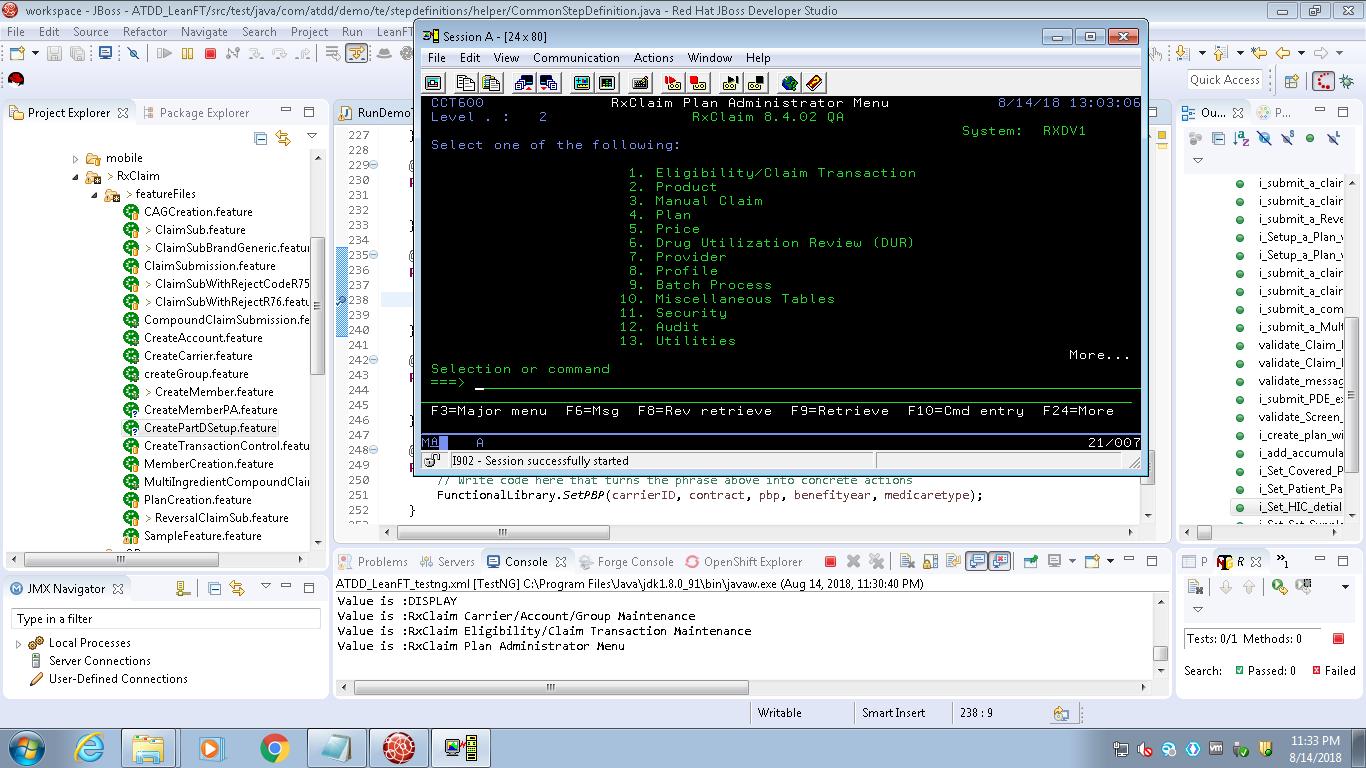 workspace - JBoss - ATDD_LeanFT/src/test/java/com/atdd/demo/te/stepdefinitions/helper/CommonStepDefinition.java - Red Hat JBoss Developer Studio
File Edit Source Refactor Navigate Search Project Run LeanFT
Quick Access
Project Explorer
Package Explorer
mobile
> RxClaim
> featureFiles
CAGCreation.feature
> ClaimSub.feature
> ClaimSubBrandGeneric.featur
ClaimSubmission.feature
> ClaimSubWithRejectCodeR75
> ClaimSubWithRejectR76.featu
CompoundClaimSubmission.fe
CreateAccount.feature
CreateCarrier.feature
createGroup.feature
> CreateMember.feature
CreateMemberPA.feature
CreatePartDSetup.feature
CreateTransactionControl.featu
MemberCreation.feature
MultiIngredientCompoundClai
PlanCreation.feature
> ReversalClaimSub.feature
SampleFeature.feature
JMX Navigator
Type in a filter
Local Processes
Server Connections
User-Defined Connections
RunDemoT
227 }
228
229
230
231
232
233 }
234
235
236
237
238
239
240 }
241
242
243
244
245
246 }
247
248
249
250 // Write code here that turns the phrase above into concrete actions
251 FunctionalLibrary.SetPBP(carrierID, contract, pbp, benefityear, medicaretype);
252 }
Session A - [24 x 80]
File Edit View Communication Actions Window Help
CCT600 RxClaim Plan Administrator Menu 8/14/18 13:03:06
Level . : 2 RxClaim 8.4.02 QA
System: RXDV1
Select one of the following:
1. Eligibility/Claim Transaction
2. Product
3. Manual Claim
4. Plan
5. Price
6. Drug Utilization Review (DUR)
7. Provider
8. Profile
9. Batch Process
10. Miscellaneous Tables
11. Security
12. Audit
13. Utilities
More...
Selection or command
===>
F3=Major menu F6=Msg F8=Rev retrieve F9=Retrieve F10=Cmd entry F24=More
MA A 21/007
I902 - Session successfully started
Ou...
P...
i_submit_a_clain
i_submit_a_clain
i_submit_a_Reve
i_Setup_a_Plan_v
i_Setup_a_Plan_v
i_submit_a_clain
i_submit_a_clain
i_submit_a_com
i_submit_a_Mult
validate_Claim_I
validate_Claim_I
validate_messag
i_submit_PDE_ex
validate_Screen_
i_create_plan_wi
i_add_accumula
i_Set_Covered_P
i_Set_Patient_Pa
i_Set_HIC_detial
Problems Servers Console Forge Console OpenShift Explorer
ATDD_LeanFT_testng.xml [TestNG] C:\Program Files\Java\jdk1.8.0_91\bin\javaw.exe (Aug 14, 2018, 11:30:40 PM)
Value is :DISPLAY
Value is :RxClaim Carrier/Account/Group Maintenance
Value is :RxClaim Eligibility/Claim Transaction Maintenance
Value is :RxClaim Plan Administrator Menu
P R »1
Tests: 0/1 Methods: 0
Search: Passed: 0 Failed
Writable Smart Insert 238 : 9
11:33 PM
8/14/2018